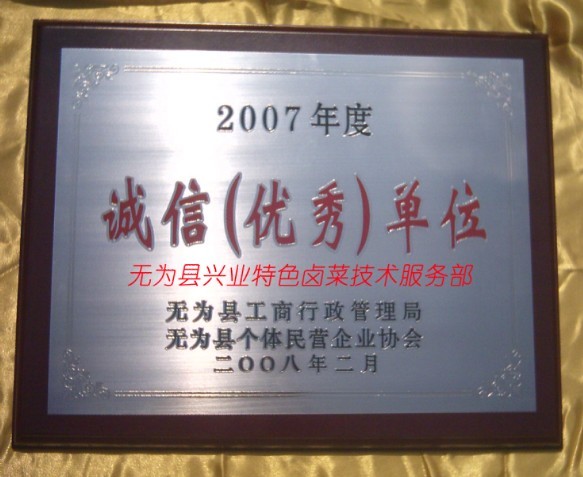 2007年度
诚信(优秀)单位
无为县兴业特色卤菜技术服务部
无为县工商行政管理局
无为县个体民营企业协会
二OO八年二月